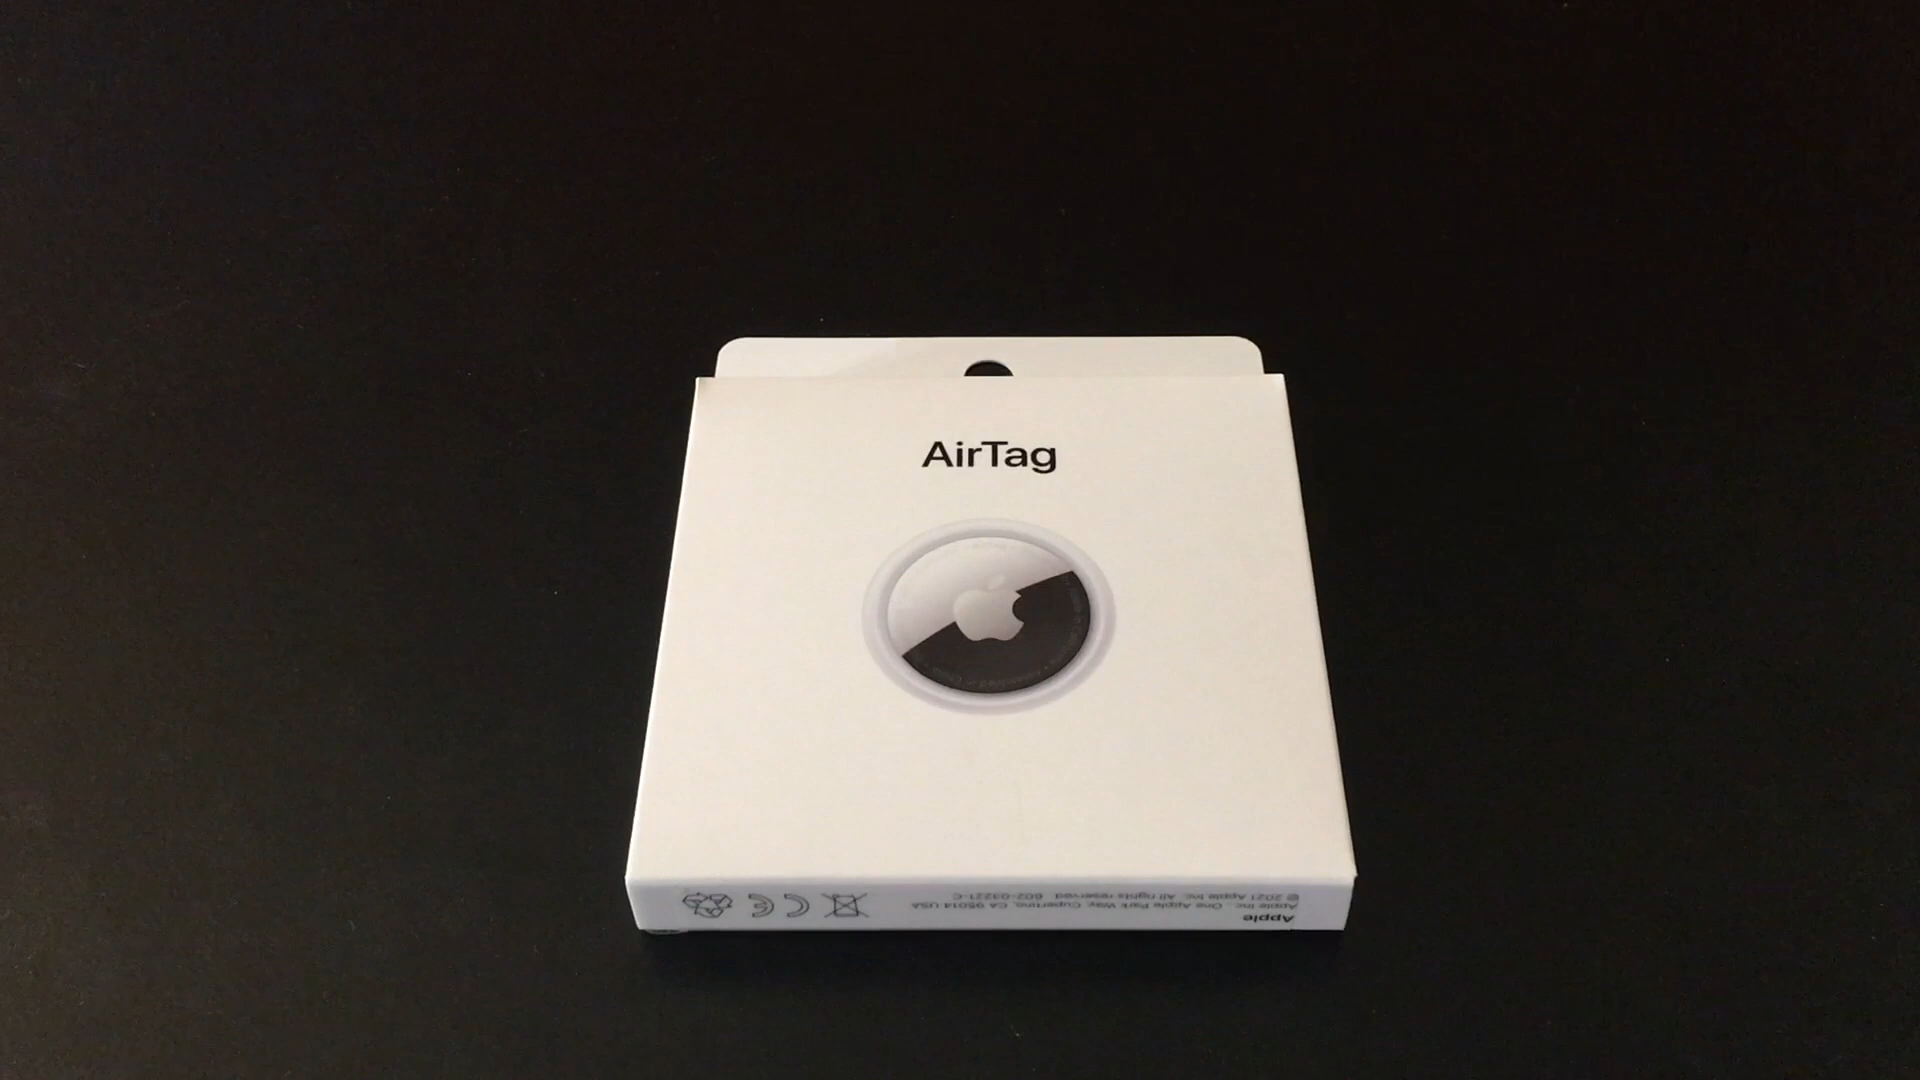 AirTag
Apple
Apple Inc., One Apple Park Way, Cupertino, CA 95014 USA
© 2021 Apple Inc. All rights reserved. 602-03221-C
CE